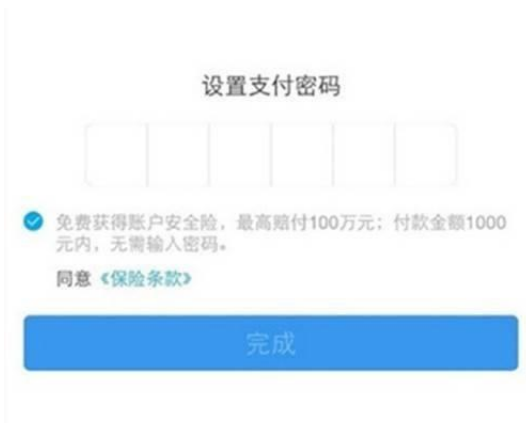 设置支付密码
免费获得账户安全险，最高赔付100万元；付款金额1000
元内，无需输入密码。
同意《保险条款》
完成